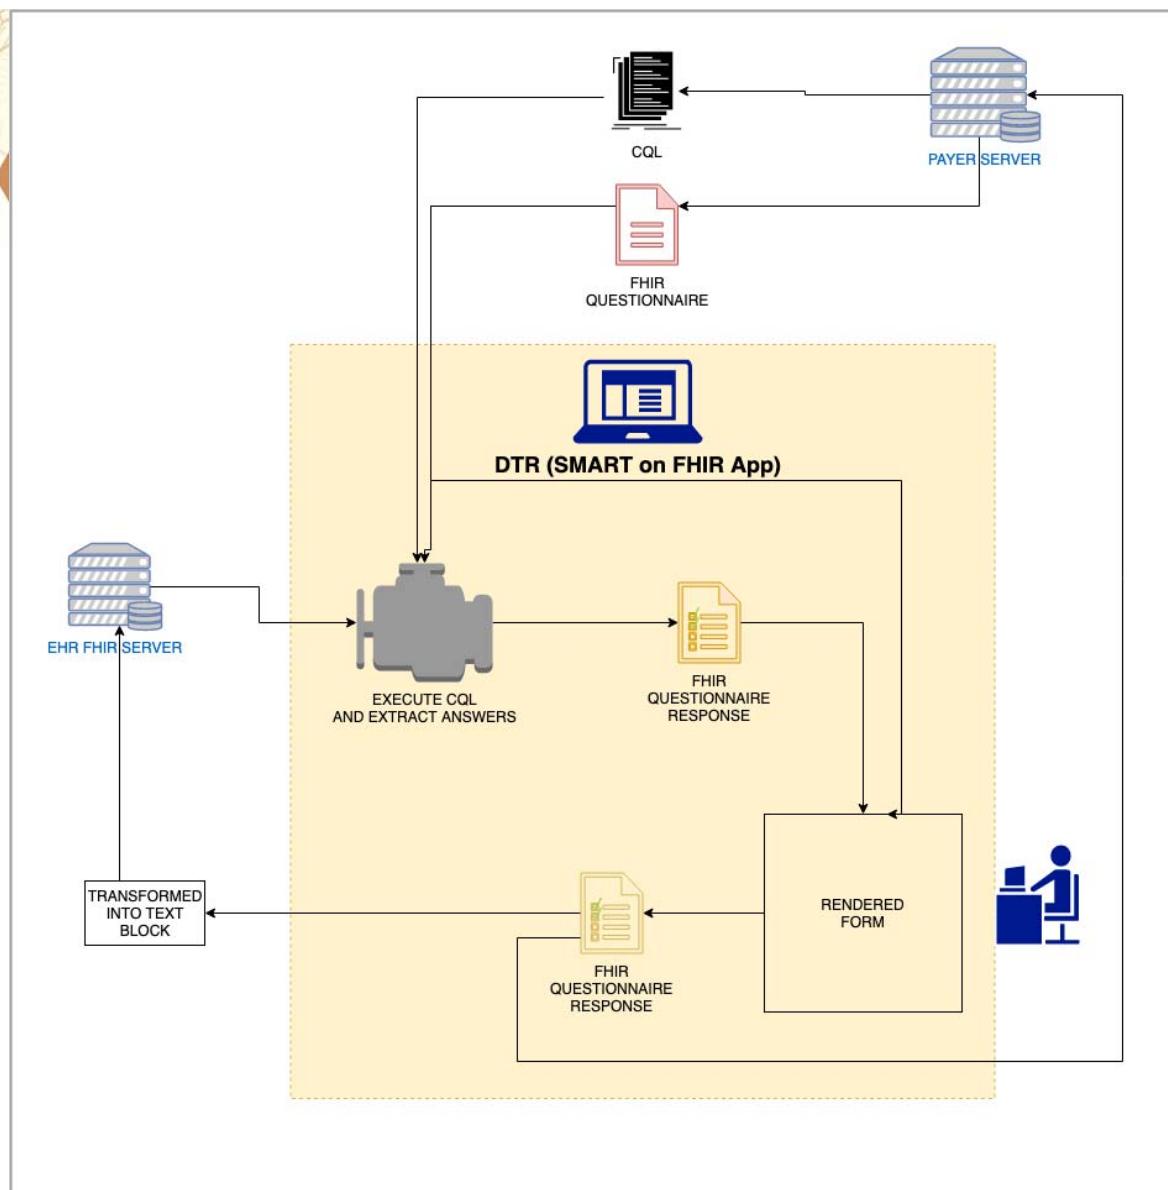 CQL
PAYER SERVER
FHIR
QUESTIONNAIRE
DTR (SMART on FHIR App)
EHR FHIR SERVER
EXECUTE CQL
AND EXTRACT ANSWERS
FHIR
QUESTIONNAIRE
RESPONSE
TRANSFORMED
INTO TEXT
BLOCK
RENDERED
FORM
FHIR
QUESTIONNAIRE
RESPONSE